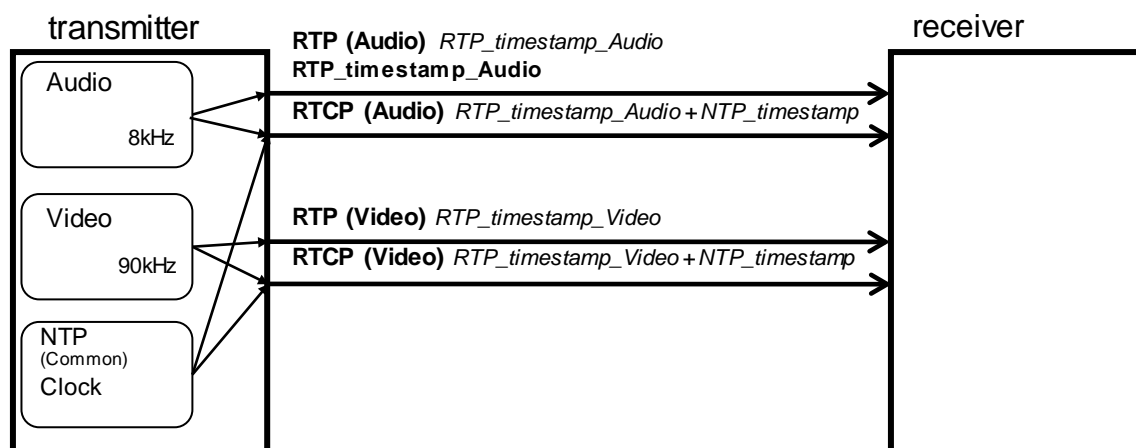 transmitter
receiver
RTP (Audio) RTP_timestamp_Audio
RTP_timestamp_Audio
Audio
RTCP (Audio) RTP_timestamp_Audio+NTP_timestamp
8kHz
Video
RTP (Video) RTP_timestamp_Video
RTCP (Video) RTP_timestamp_Video+NTP_timestamp
90kHz
NTP
(Common)
Clock